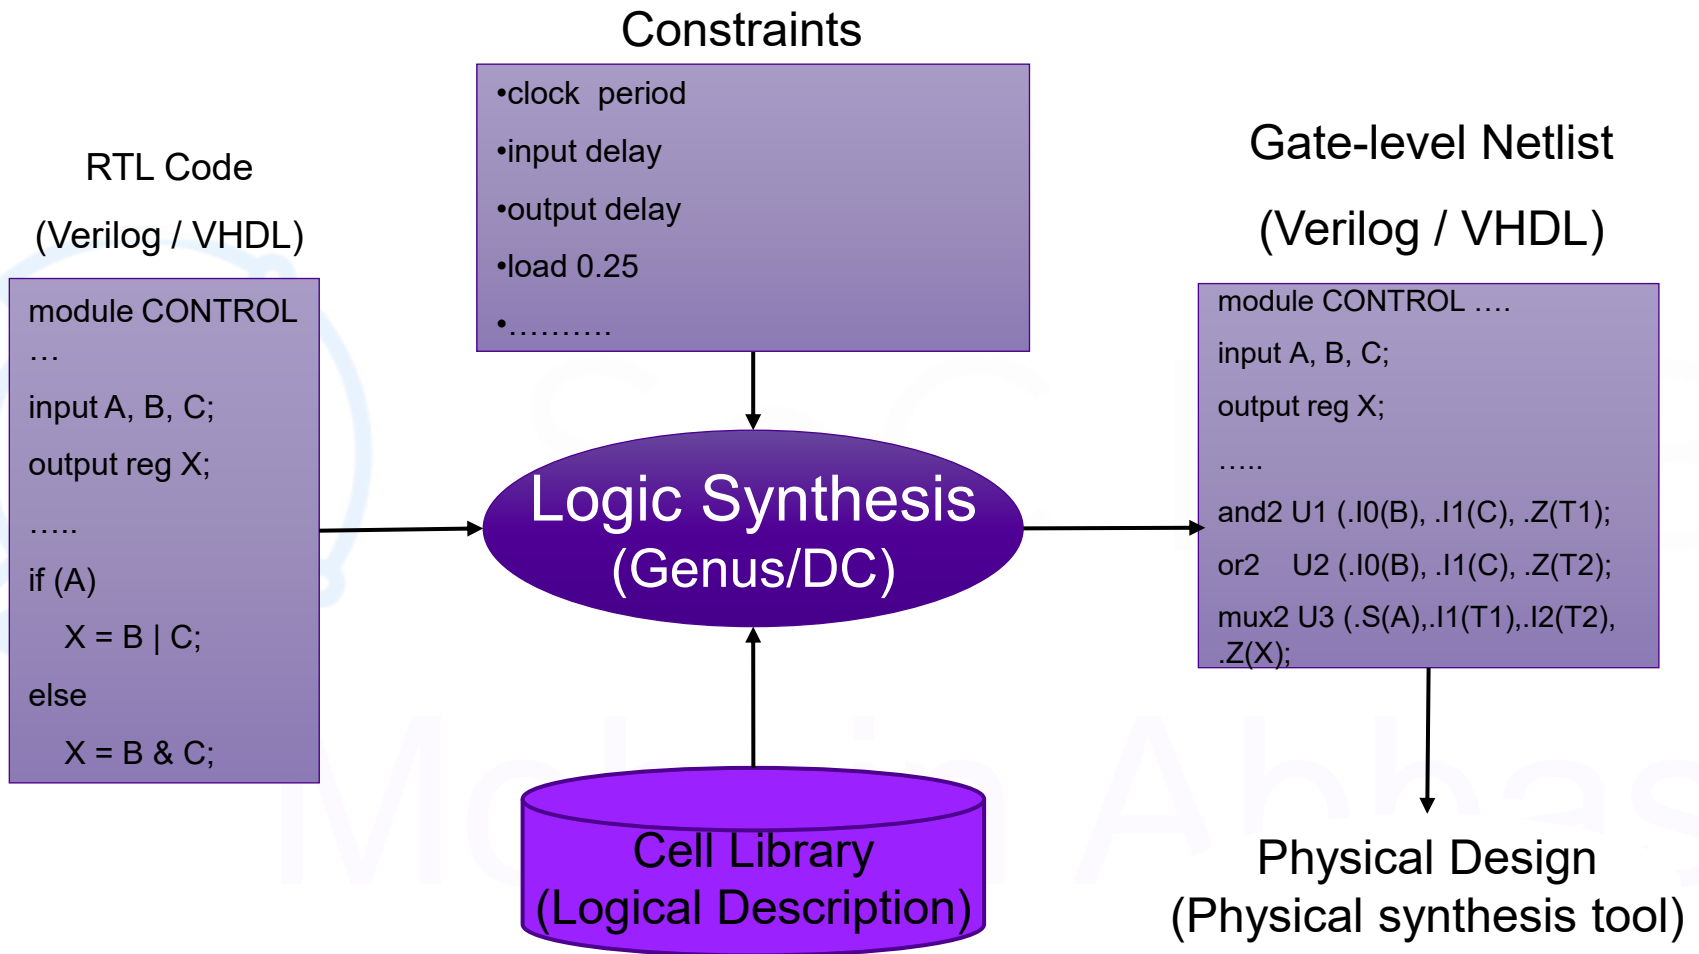 Constraints
•clock period
•input delay
•output delay
•load 0.25
•……….
RTL Code
(Verilog / VHDL)
module CONTROL
…
input A, B, C;
output reg X;
…..
if (A)
X = B | C;
else
X = B & C;
Logic Synthesis
(Genus/DC)
Cell Library
(Logical Description)
Gate-level Netlist
(Verilog / VHDL)
module CONTROL ….
input A, B, C;
output reg X;
…..
and2 U1 (.I0(B), .I1(C), .Z(T1);
or2 U2 (.I0(B), .I1(C), .Z(T2);
mux2 U3 (.S(A),.I1(T1),.I2(T2),
.Z(X);
Physical Design
(Physical synthesis tool)